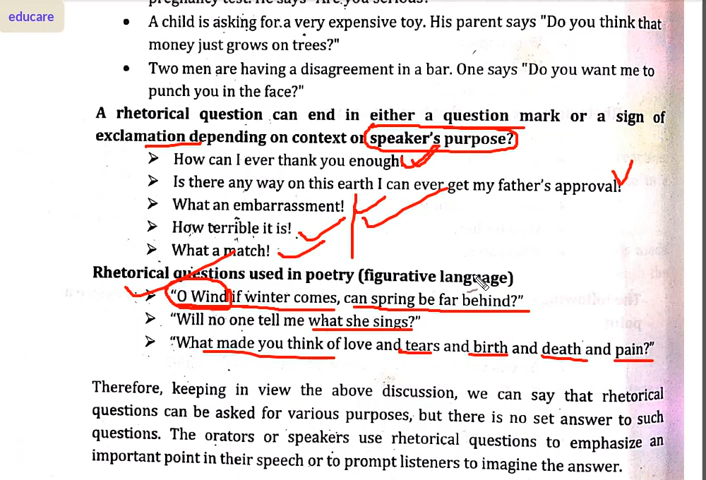 educare
pregnancy test. He says "Are you serious?"
• A child is asking for a very expensive toy. His parent says "Do you think that
money just grows on trees?"
• Two men are having a disagreement in a bar. One says "Do you want me to
punch you in the face?"
A rhetorical question can end in either a question mark or a sign of
exclamation depending on context or speaker's purpose?
➤ How can I ever thank you enough
➤ Is there any way on this earth I can ever get my father's approval!
➤ What an embarrassment!
➤ How terrible it is!
➤ What a match!
Rhetorical questions used in poetry (figurative language)
➤ "O Wind if winter comes, can spring be far behind?"
➤ "Will no one tell me what she sings?"
➤ "What made you think of love and tears and birth and death and pain?"
Therefore, keeping in view the above discussion, we can say that rhetorical
questions can be asked for various purposes, but there is no set answer to such
questions. The orators or speakers use rhetorical questions to emphasize an
important point in their speech or to prompt listeners to imagine the answer.